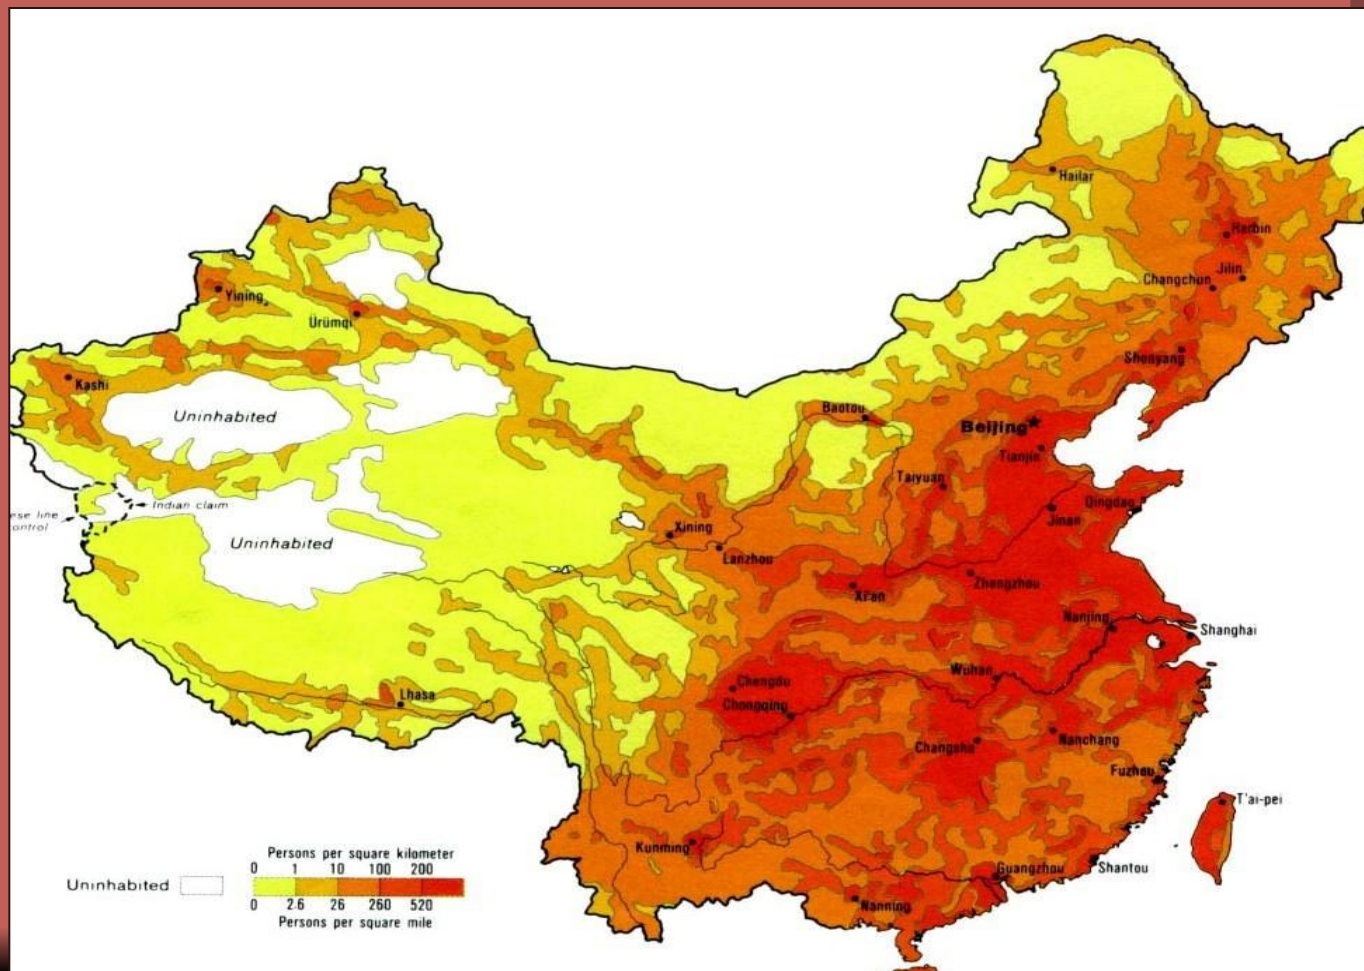 Hailar
Harbin
Jilin
Changchun
Yining
Ürümqi
Shenyang
Kashi
Baotou
Uninhabited
Beijing
Tianjin
Taiyuan
Indian claim
ese line
ontrol
Qingdao
Jinan
Xining
Uninhabited
Lanzhou
Zhengzhou
Xi'an
Nanjing
Shanghai
Wuhan
Chengdu
Lhasa
Chongqing
Changsha
Nanchang
Fuzhou
T'ai-pei
Kunming
Guangzhou
Shantou
Nanning
Persons per square kilometer
0 1 10 100 200
Uninhabited
0 2.6 26 260 520
Persons per square mile